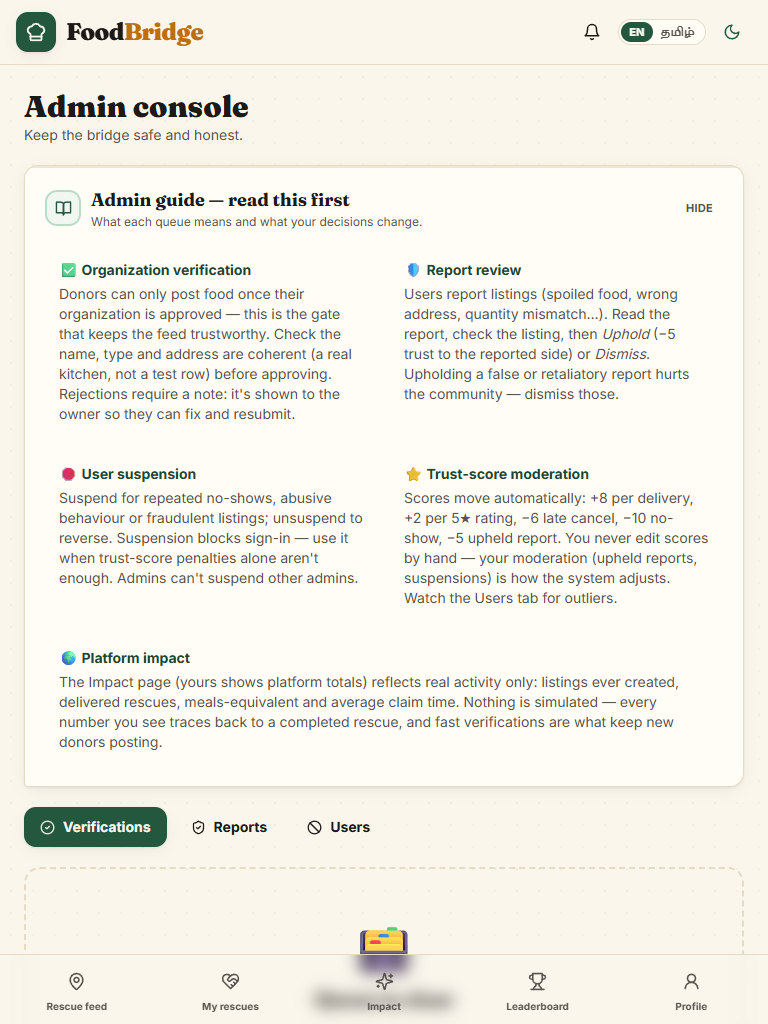 FoodBridge
EN
தமிழ்
Admin console
Keep the bridge safe and honest.
Admin guide — read this first
What each queue means and what your decisions change.
HIDE
Organization verification
Donors can only post food once their
organization is approved — this is the gate
that keeps the feed trustworthy. Check the
name, type and address are coherent (a real
kitchen, not a test row) before approving.
Rejections require a note: it's shown to the
owner so they can fix and resubmit.
Report review
Users report listings (spoiled food, wrong
address, quantity mismatch…). Read the
report, check the listing, then Uphold (−5
trust to the reported side) or Dismiss.
Upholding a false or retaliatory report hurts
the community — dismiss those.
User suspension
Suspend for repeated no-shows, abusive
behaviour or fraudulent listings; unsuspend to
reverse. Suspension blocks sign-in — use it
when trust-score penalties alone aren't
enough. Admins can't suspend other admins.
Trust-score moderation
Scores move automatically: +8 per delivery,
+2 per 5★ rating, −6 late cancel, −10 no-
show, −5 upheld report. You never edit scores
by hand — your moderation (upheld reports,
suspensions) is how the system adjusts.
Watch the Users tab for outliers.
Platform impact
The Impact page (yours shows platform totals) reflects real activity only: listings ever created,
delivered rescues, meals-equivalent and average claim time. Nothing is simulated — every
number you see traces back to a completed rescue, and fast verifications are what keep new
donors posting.
Verifications
Reports
Users
Rescue feed
My rescues
Impact
Leaderboard
Profile